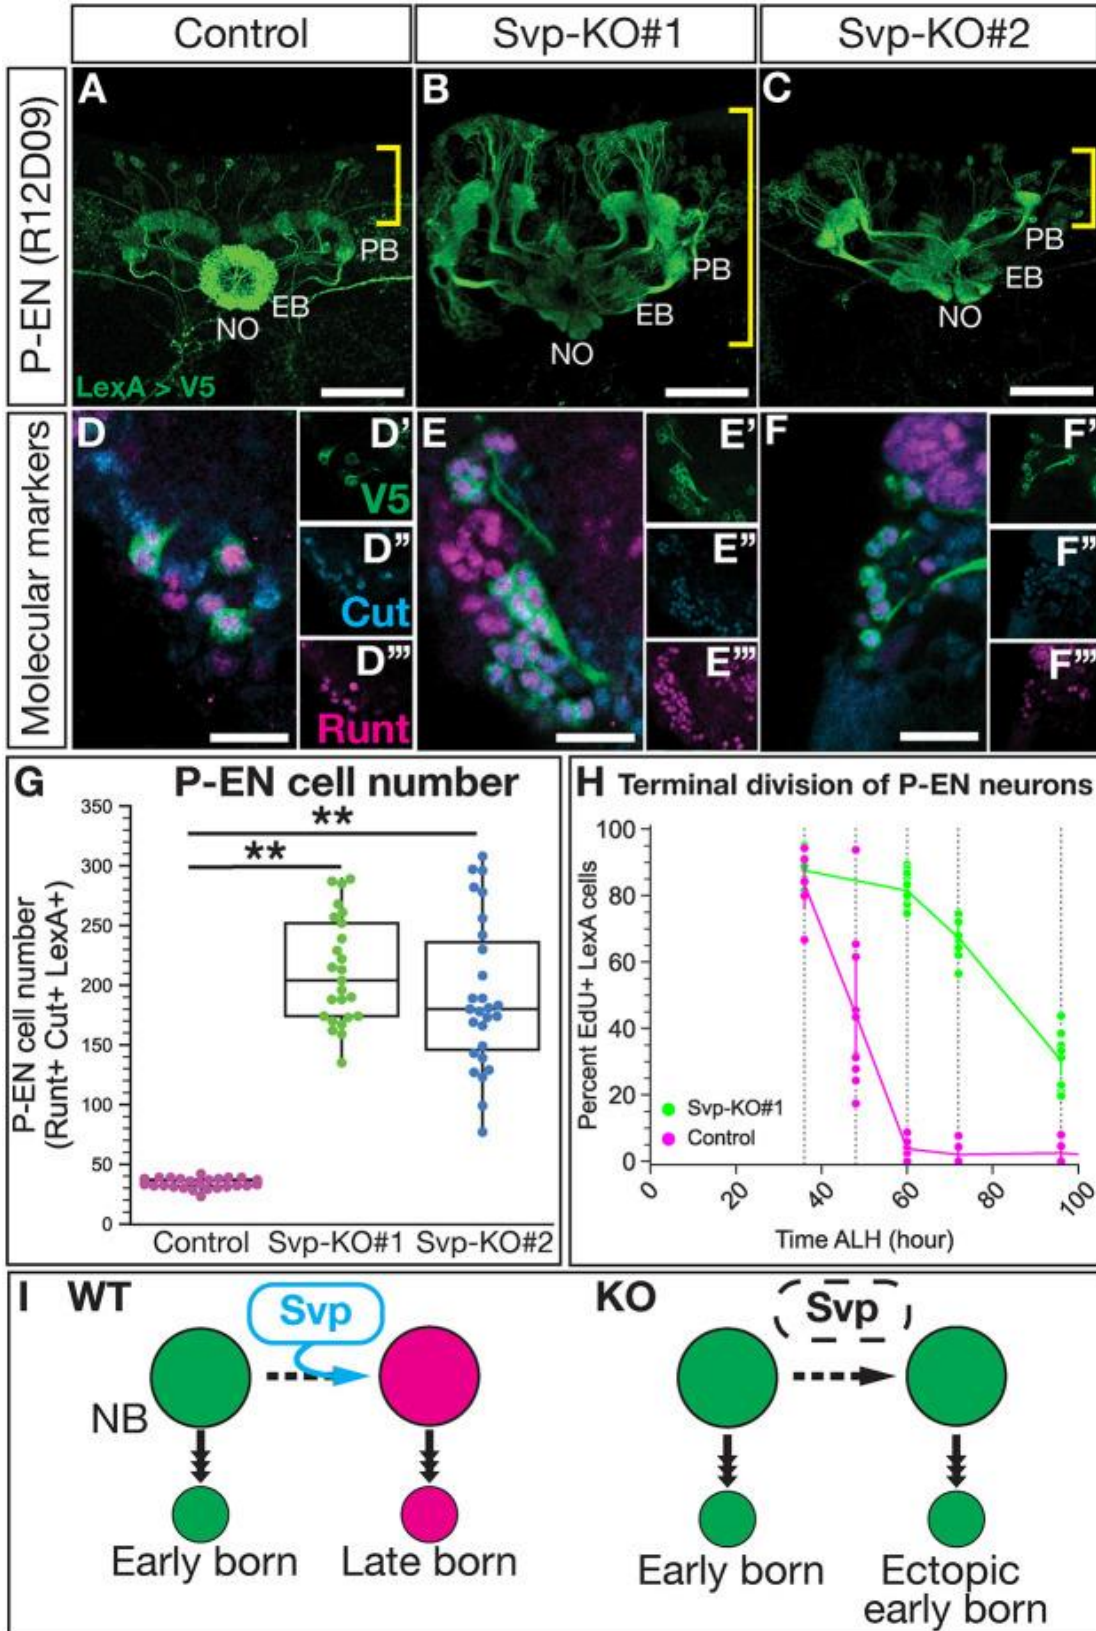 Control
Svp-KO#1
Svp-KO#2
P-EN (R12D09)
A
PB
EB
NO
LexA > V5
B
PB
EB
NO
C
PB
EB
NO
Molecular markers
D
D'
V5
D''
Cut
D'''
Runt
E
E'
E''
E'''
F
F'
F''
F'''
G
P-EN cell number
P-EN cell number
(Runt+ Cut+ LexA+)
350
300
250
200
150
100
50
0
**
**
Control
Svp-KO#1
Svp-KO#2
H
Terminal division of P-EN neurons
Percent EdU+ LexA cells
100
80
60
40
20
0
Svp-KO#1
Control
0
20
40
60
80
100
Time ALH (hour)
I
WT
Svp
NB
Early born
Late born
KO
Svp
Early born
Ectopic
early born